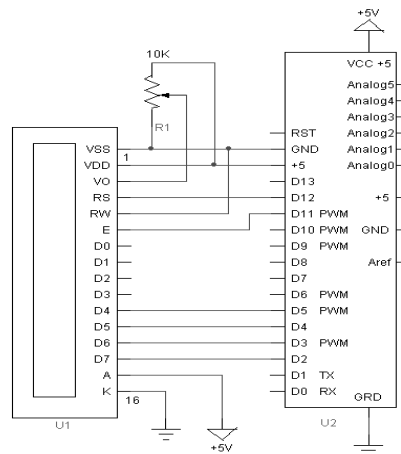 +5V
10K
R1
VCC +5
Analog5
Analog4
Analog3
Analog2
Analog1
Analog0
+5
GND
Aref
RST
GND
+5
D13
D12
D11 PWM
D10 PWM
D9 PWM
D8
D7
D6 PWM
D5 PWM
D4
D3 PWM
D2
D1 TX
D0 RX
GRD
U2
VSS
1
VDD
VO
RS
RW
E
D0
D1
D2
D3
D4
D5
D6
D7
A
K
16
U1
+5V